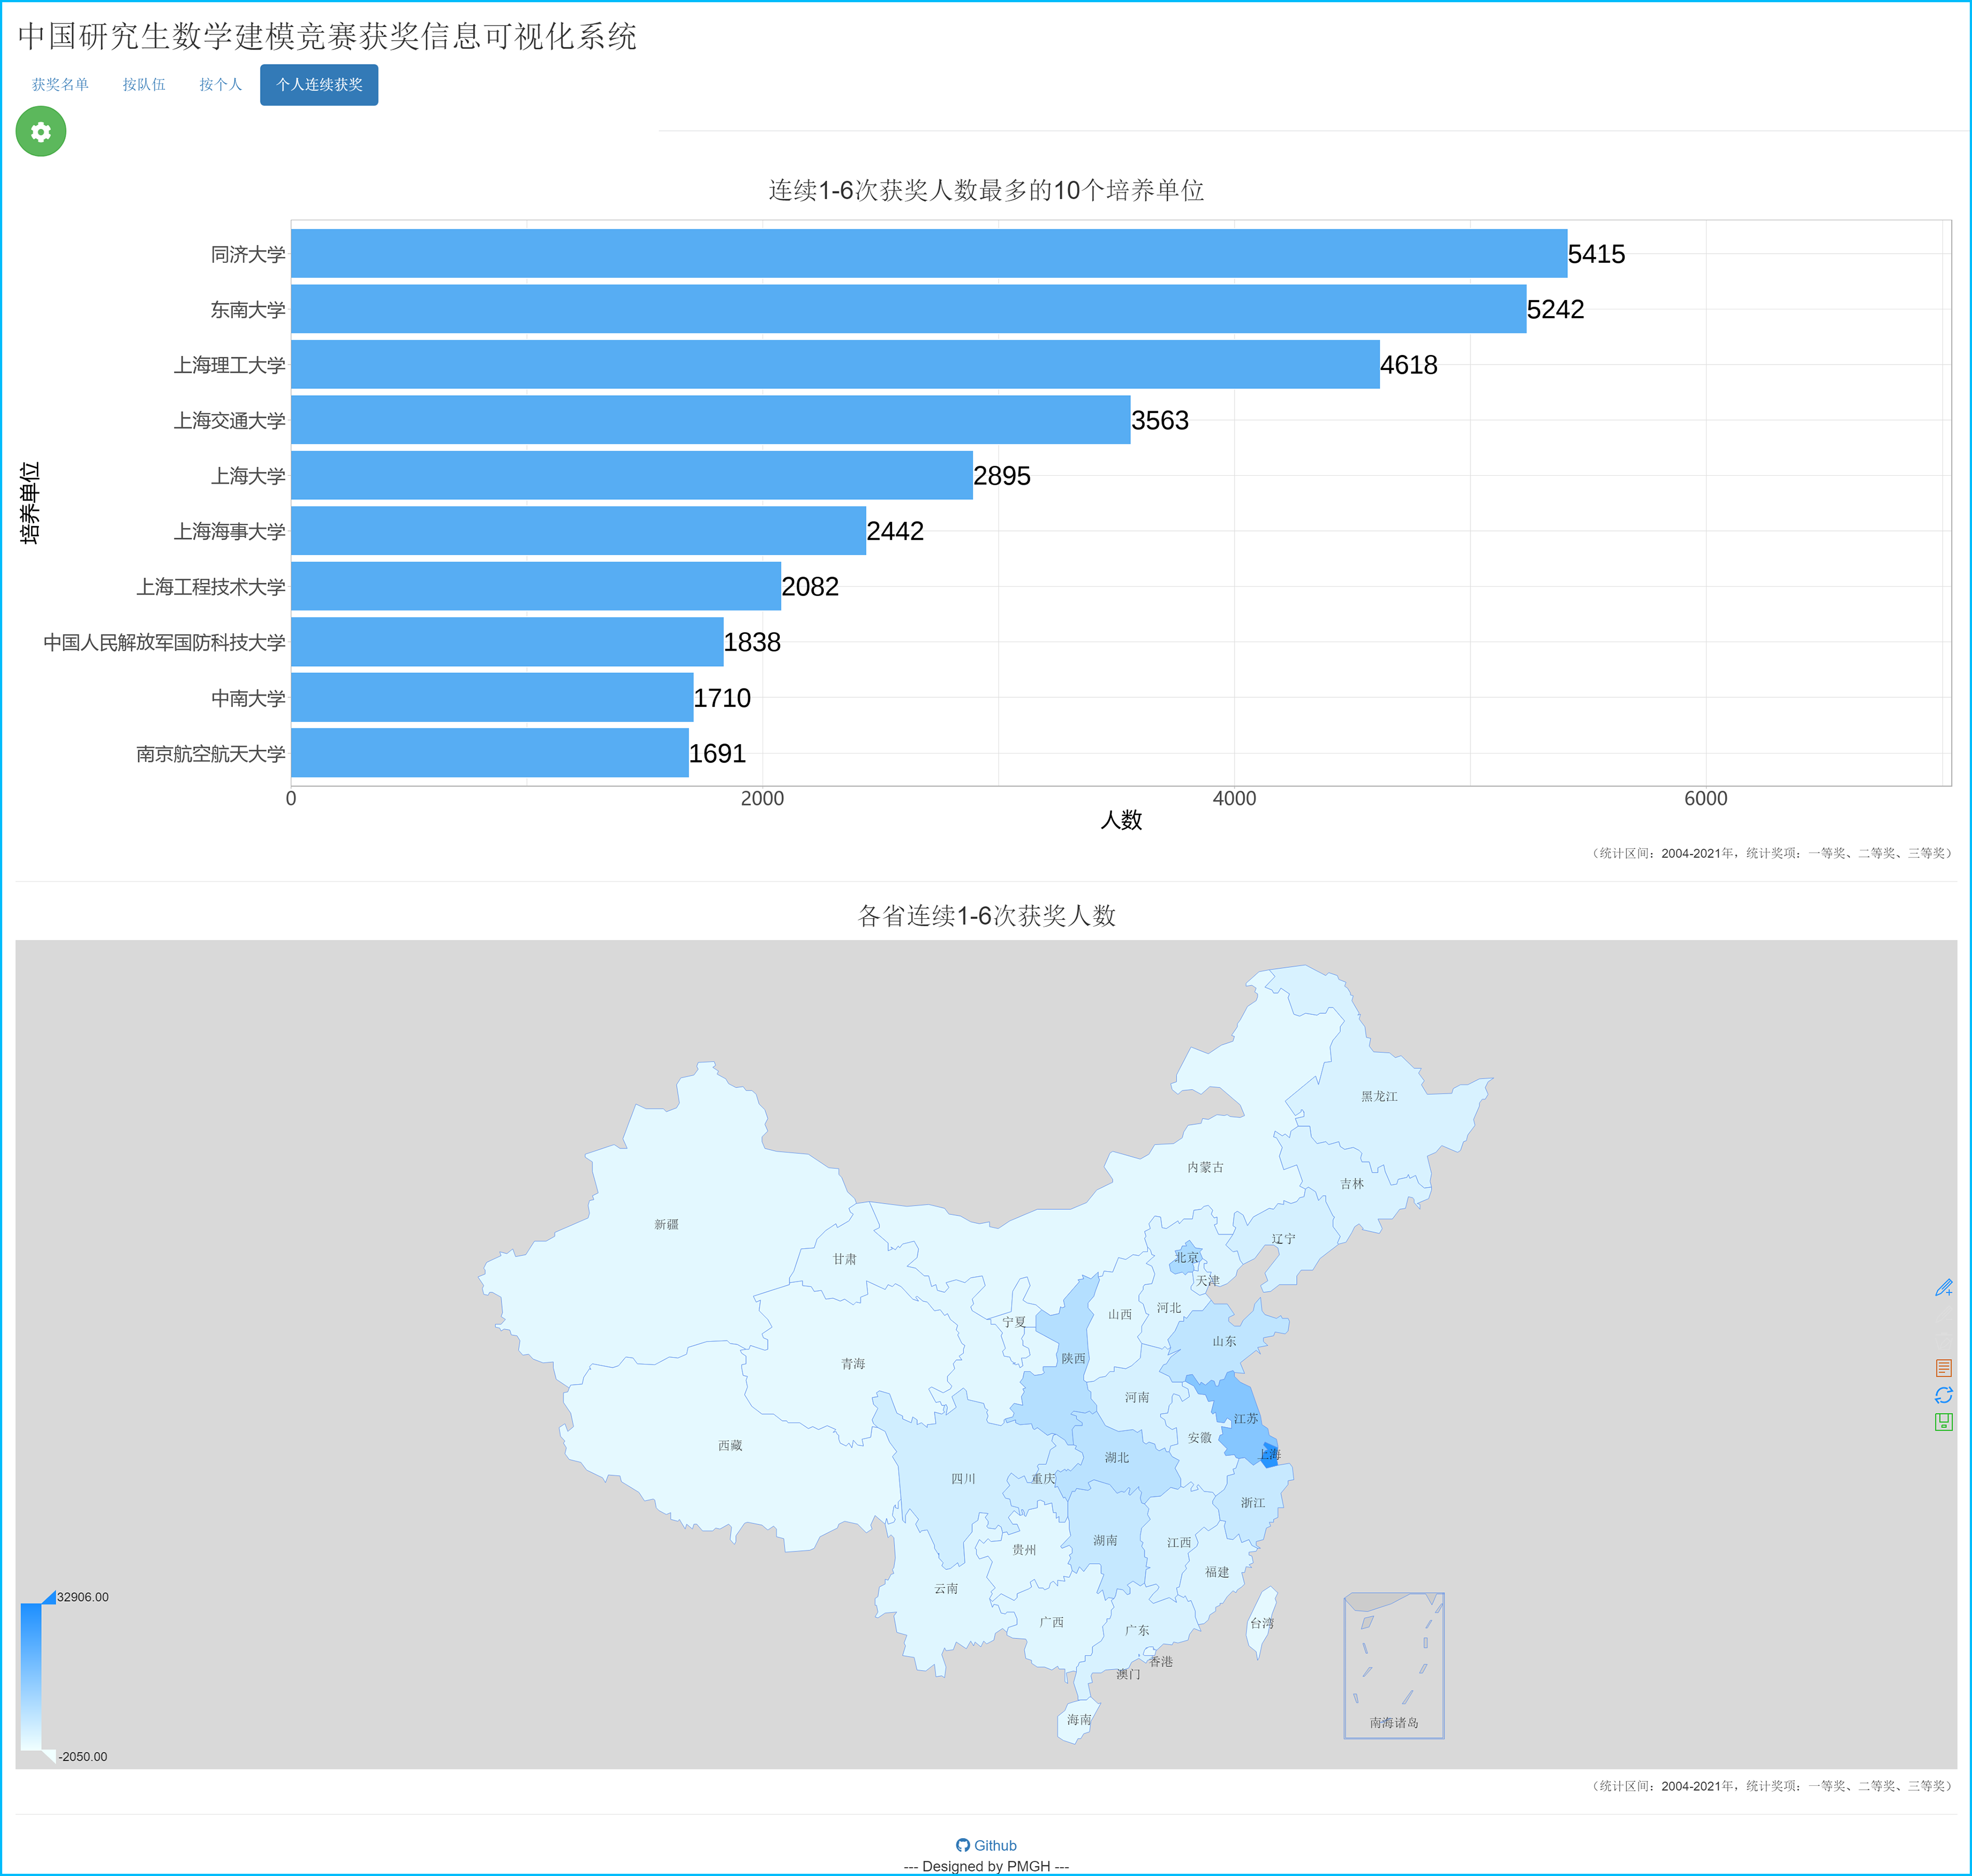 中国研究生数学建模竞赛获奖信息可视化系统
获奖名单 按队伍 按个人 个人连续获奖
连续1-6次获奖人数最多的10个培养单位
培养单位
同济大学 5415
东南大学 5242
上海理工大学 4618
上海交通大学 3563
上海大学 2895
上海海事大学 2442
上海工程技术大学 2082
中国人民解放军国防科技大学 1838
中南大学 1710
南京航空航天大学 1691
0 2000 4000 6000
人数
（统计区间：2004-2021年，统计奖项：一等奖、二等奖、三等奖）
各省连续1-6次获奖人数
黑龙江
内蒙古
吉林
新疆
辽宁
甘肃
北京
天津
河北
山西
宁夏
山东
陕西
青海
河南
江苏
安徽
西藏
上海
湖北
四川
重庆
浙江
湖南
江西
贵州
福建
云南
广西
台湾
广东
香港
澳门
海南
南海诸岛
32906.00
-2050.00
（统计区间：2004-2021年，统计奖项：一等奖、二等奖、三等奖）
Github
--- Designed by PMGH ---